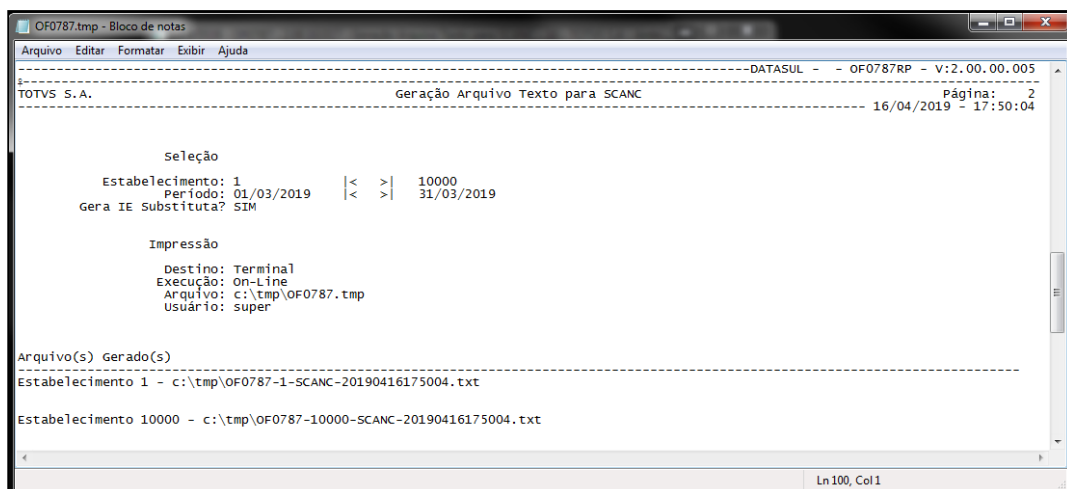 OF0787.tmp - Bloco de notas
Arquivo Editar Formatar Exibir Ajuda
--------------------------------------------------------------------------------------------DATASUL - - OF0787RP - V:2.00.00.005
TOTVS S.A. Geração Arquivo Texto para SCANC Página: 2
------------------------------------------------------------------------------------------------------------ 16/04/2019 - 17:50:04
Seleção
Estabelecimento: 1 |< >| 10000
Período: 01/03/2019 |< >| 31/03/2019
Gera IE Substituta? SIM
Impressão
Destino: Terminal
Execução: On-Line
Arquivo: c:\tmp\OF0787.tmp
Usuário: super
Arquivo(s) Gerado(s)
Estabelecimento 1 - c:\tmp\OF0787-1-SCANC-20190416175004.txt
Estabelecimento 10000 - c:\tmp\OF0787-10000-SCANC-20190416175004.txt
Ln 100, Col 1